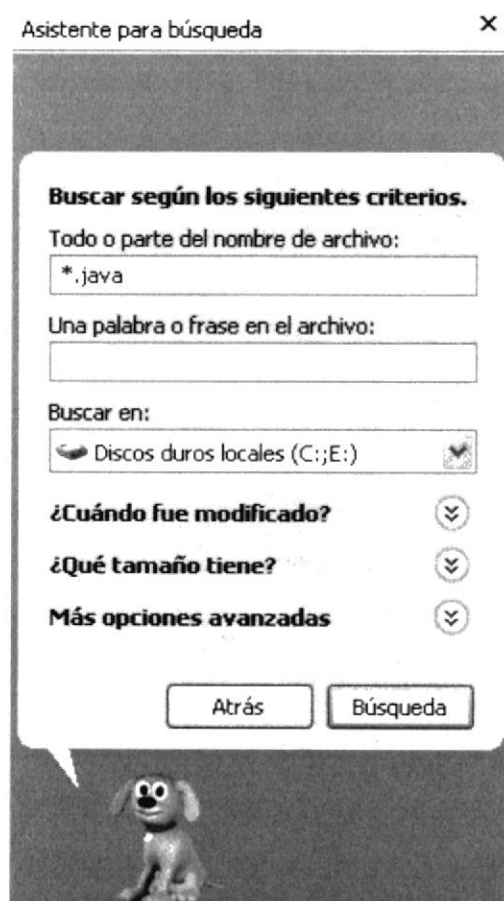 Asistente para búsqueda
Buscar según los siguientes criterios.
Todo o parte del nombre de archivo:
*.java
Una palabra o frase en el archivo:
Buscar en:
Discos duros locales (C:;E:)
¿Cuándo fue modificado?
¿Qué tamaño tiene?
Más opciones avanzadas
Atrás
Búsqueda